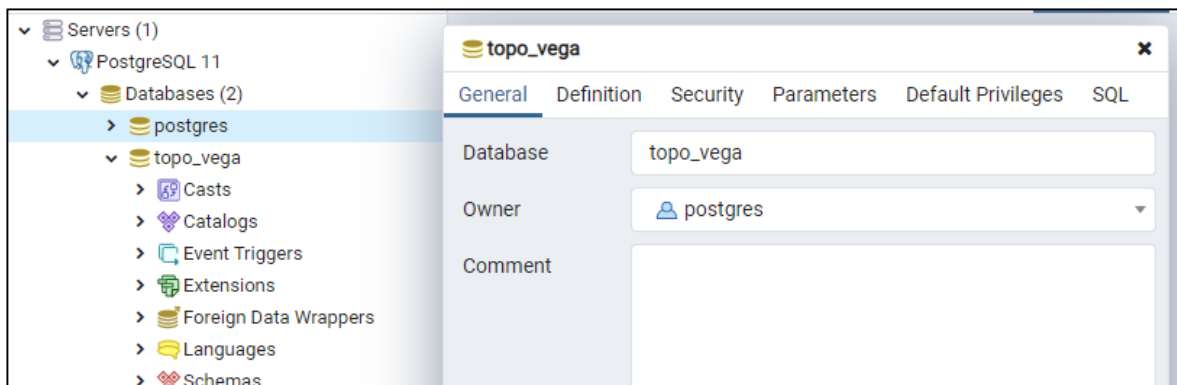 Servers (1)
PostgreSQL 11
Databases (2)
postgres
topo_vega
Casts
Catalogs
Event Triggers
Extensions
Foreign Data Wrappers
Languages
Schemas
topo_vega
General Definition Security Parameters Default Privileges SQL
Database topo_vega
Owner postgres
Comment